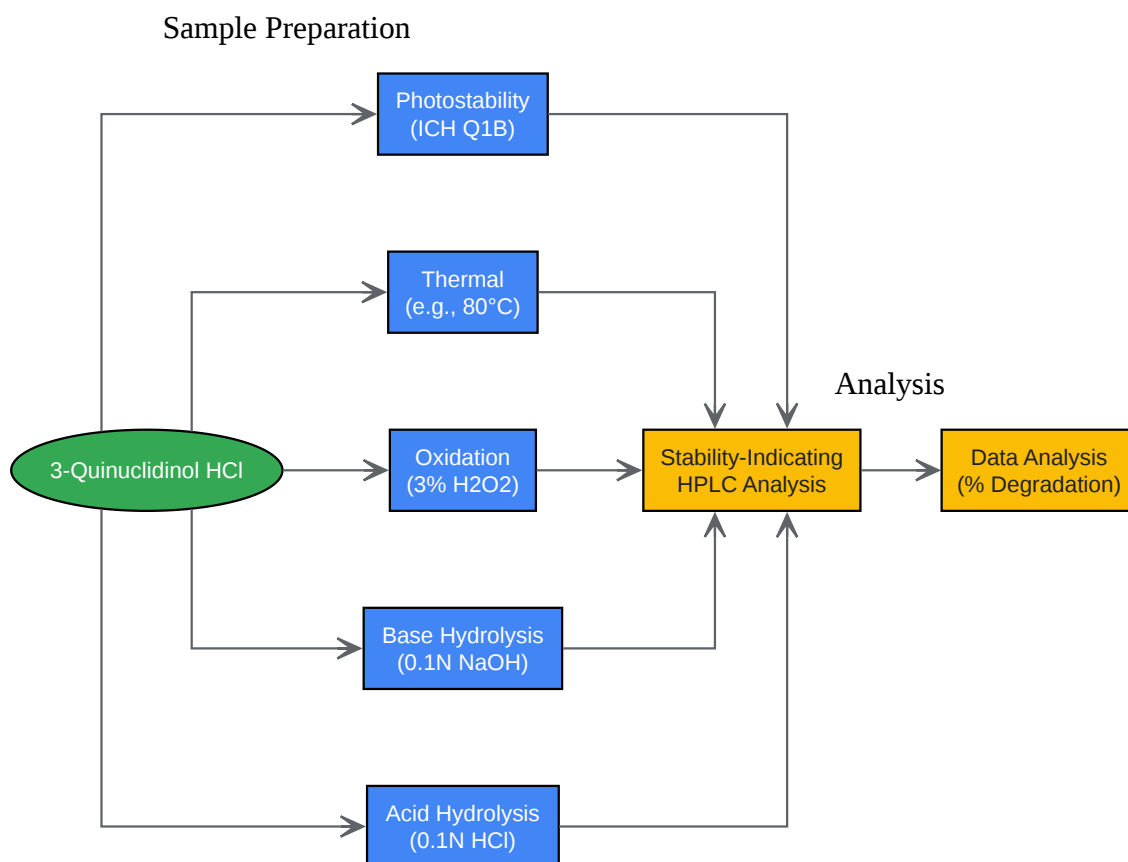 Sample Preparation
Photostability
(ICH Q1B)
Thermal
(e.g., 80°C)
Analysis
3-Quinuclidinol HCl
Oxidation
(3% H2O2)
Stability-Indicating
HPLC Analysis
Data Analysis
(% Degradation)
Base Hydrolysis
(0.1N NaOH)
Acid Hydrolysis
(0.1N HCl)